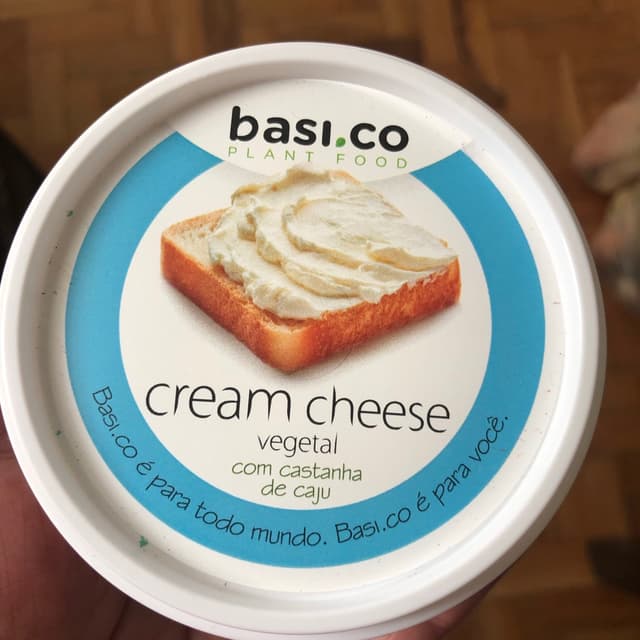 basi.co
PLANT FOOD
cream cheese
vegetal
com castanha
de caju
Basi.co é para todo mundo. Basi.co é para você.